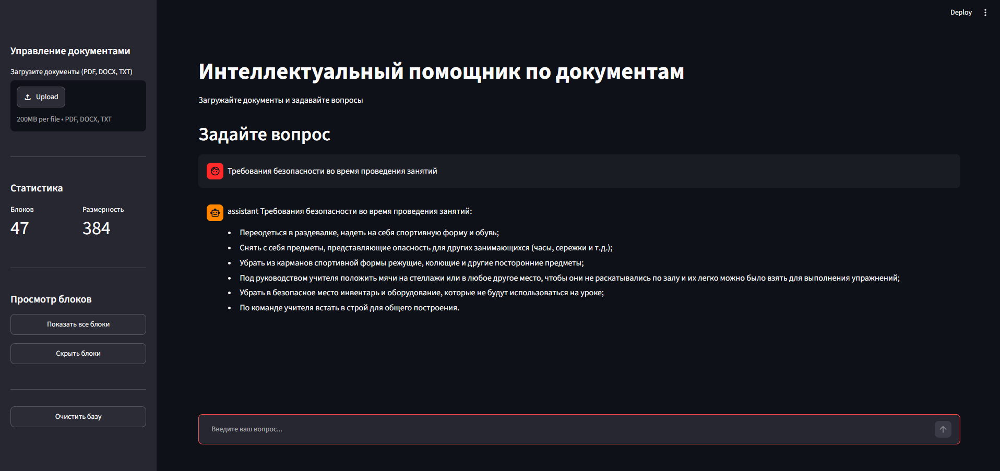 Deploy
Управление документами
Загрузите документы (PDF, DOCX, TXT)
Upload
200MB per file • PDF, DOCX, TXT
Статистика
Блоков
Размерность
47
384
Просмотр блоков
Показать все блоки
Скрыть блоки
Очистить базу
Интеллектуальный помощник по документам
Загружайте документы и задавайте вопросы
Задайте вопрос
Требования безопасности во время проведения занятий
assistant Требования безопасности во время проведения занятий:
• Переодеться в раздевалке, надеть на себя спортивную форму и обувь;
• Снять с себя предметы, представляющие опасность для других занимающихся (часы, сережки и т.д.);
• Убрать из карманов спортивной формы режущие, колющие и другие посторонние предметы;
• Под руководством учителя положить мячи на стеллажи или в любое другое место, чтобы они не раскатывались по залу и их легко можно было взять для выполнения упражнений;
• Убрать в безопасное место инвентарь и оборудование, которые не будут использоваться на уроке;
• По команде учителя встать в строй для общего построения.
Введите ваш вопрос...